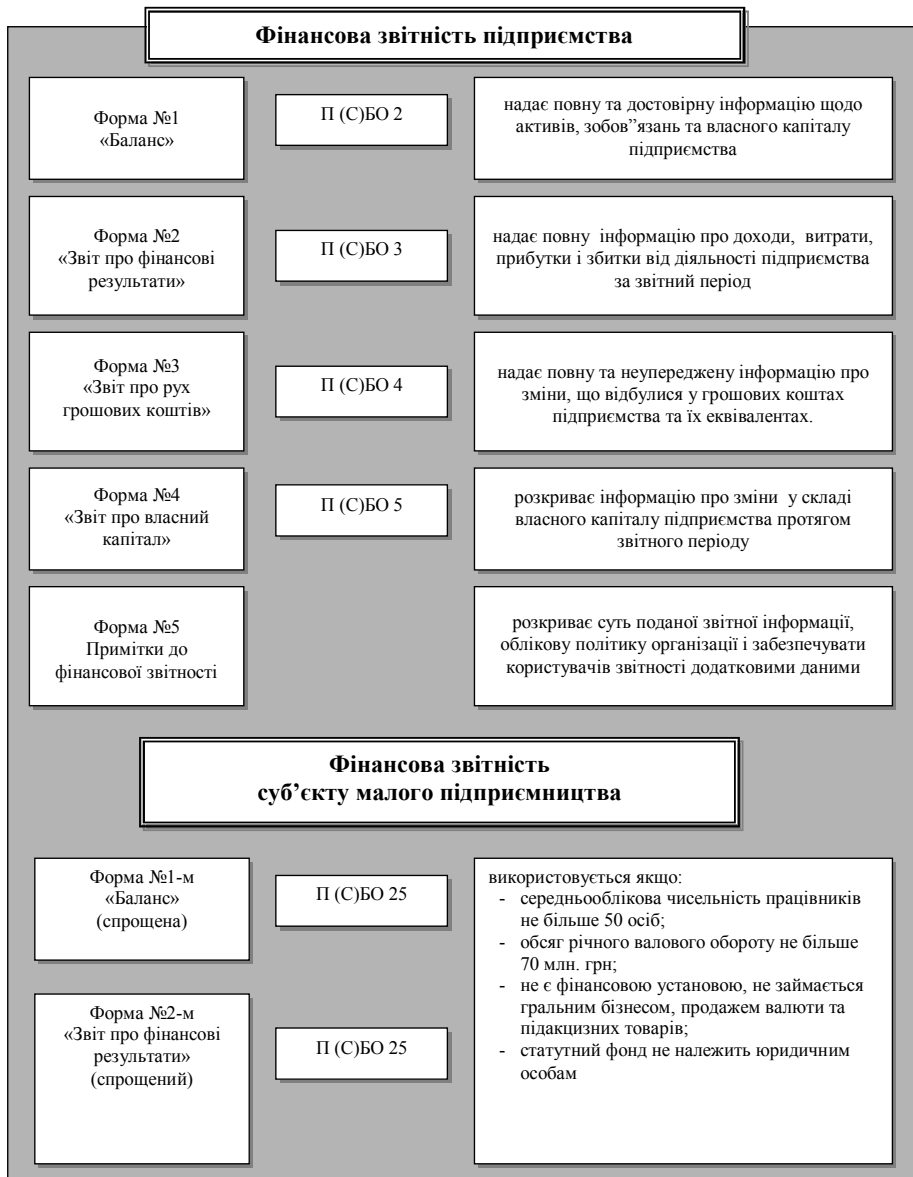 Фінансова звітність підприємства
Форма №1
«Баланс»
П (С)БО 2
надає повну та достовірну інформацію щодо
активів, зобов”язань та власного капіталу
підприємства
Форма №2
«Звіт про фінансові
результати»
П (С)БО 3
надає повну інформацію про доходи, витрати,
прибутки і збитки від діяльності підприємства
за звітний період
Форма №3
«Звіт про рух
грошових коштів»
П (С)БО 4
надає повну та неупереджену інформацію про
зміни, що відбулися у грошових коштах
підприємства та їх еквівалентах.
Форма №4
«Звіт про власний
капітал»
П (С)БО 5
розкриває інформацію про зміни у складі
власного капіталу підприємства протягом
звітного періоду
Форма №5
Примітки до
фінансової звітності
розкриває суть поданої звітної інформації,
облікову політику організації і забезпечувати
користувачів звітності додатковими даними
Фінансова звітність
суб’єкту малого підприємництва
Форма №1-м
«Баланс»
(спрощена)
П (С)БО 25
Форма №2-м
«Звіт про фінансові
результати»
(спрощений)
П (С)БО 25
використовується якщо:
- середньооблікова чисельність працівників
не більше 50 осіб;
- обсяг річного валового обороту не більше
70 млн. грн;
- не є фінансовою установою, не займається
гральним бізнесом, продажем валюти та
підакцизних товарів;
- статутний фонд не належить юридичним
особам